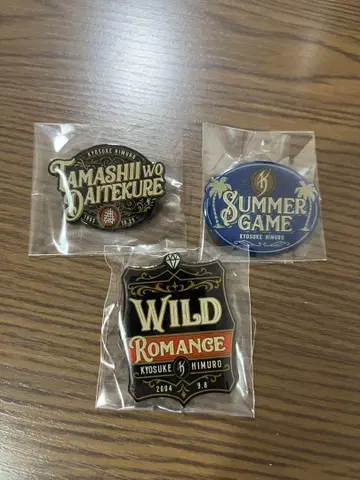 KYOSUKE HIMURO
TAMASHII WO
DAITEKURE
SUMMER
GAME
KYOSUKE HIMURO
WILD
ROMANCE
KYOSUKE HIMURO
2004 9.8